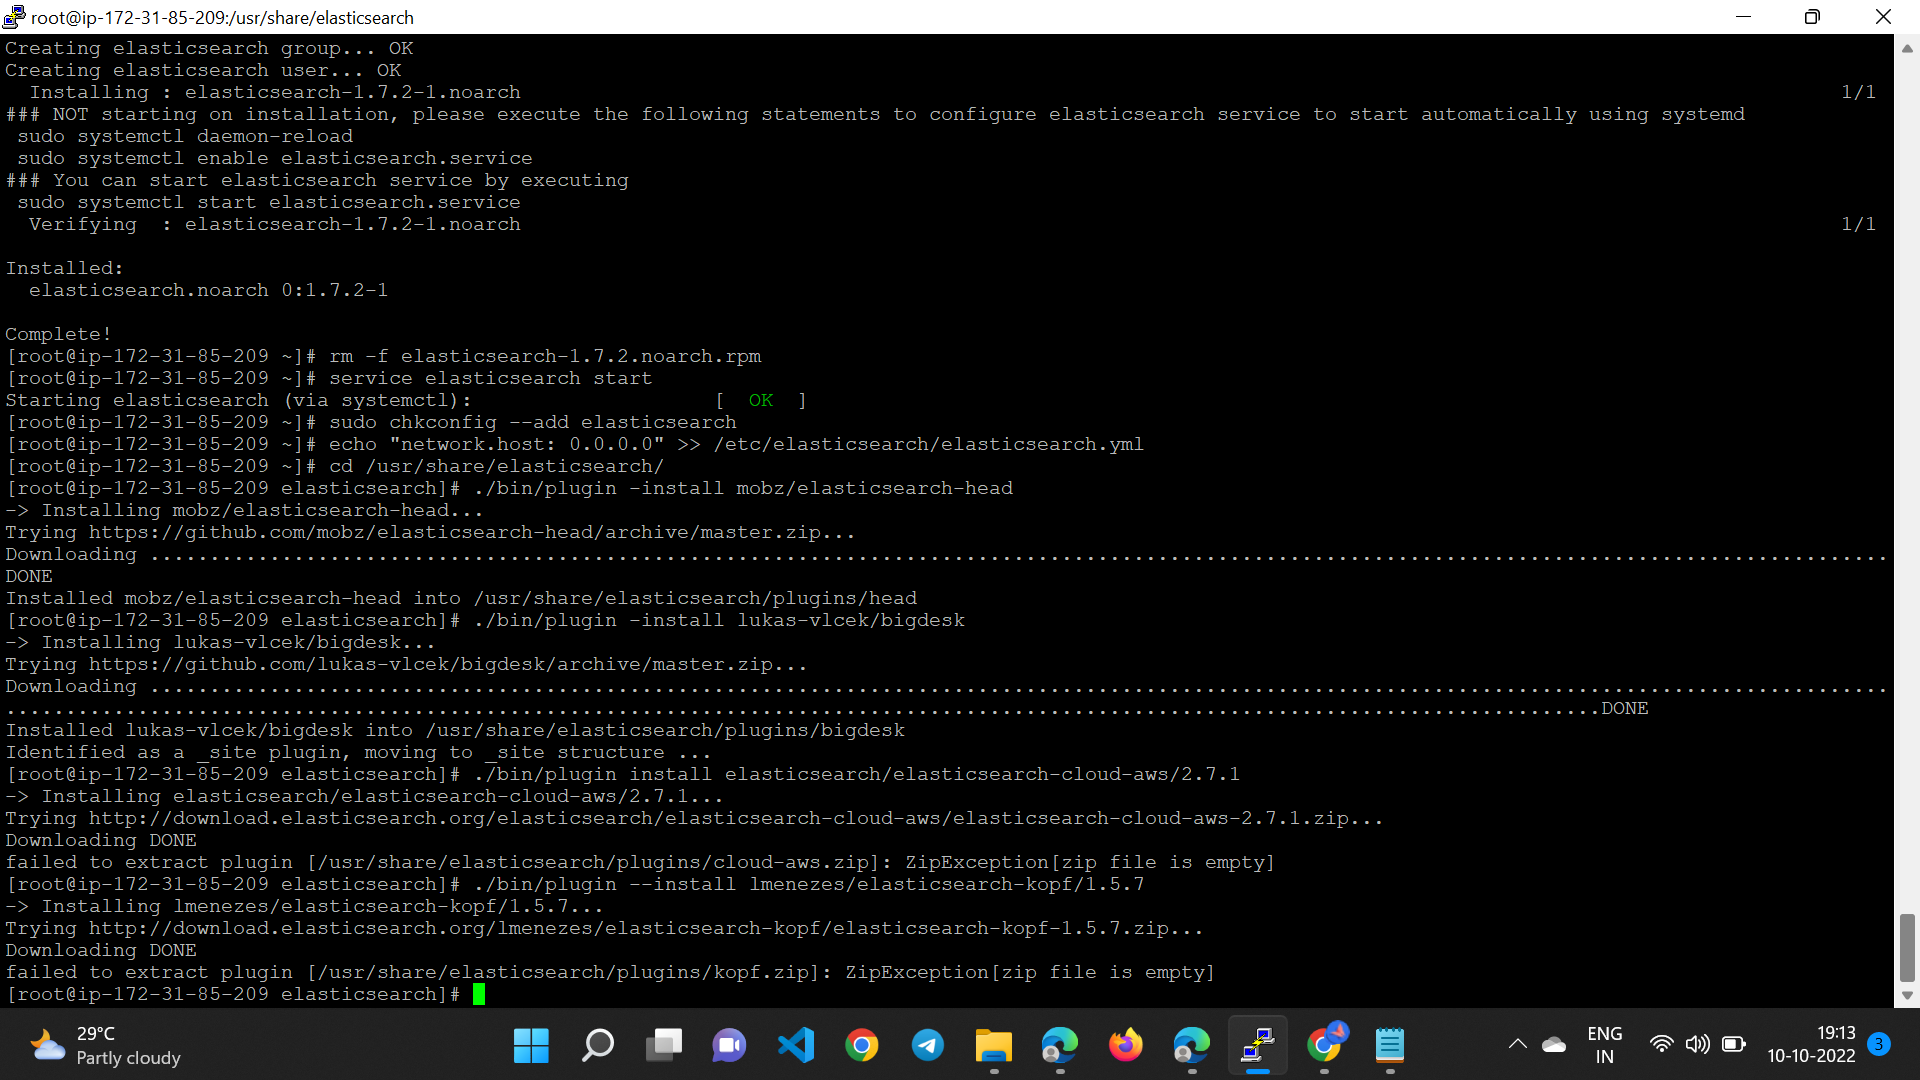 root@ip-172-31-85-209:/usr/share/elasticsearch
Creating elasticsearch group... OK
Creating elasticsearch user... OK
  Installing : elasticsearch-1.7.2-1.noarch 1/1
### NOT starting on installation, please execute the following statements to configure elasticsearch service to start automatically using systemd
 sudo systemctl daemon-reload
 sudo systemctl enable elasticsearch.service
### You can start elasticsearch service by executing
 sudo systemctl start elasticsearch.service
  Verifying  : elasticsearch-1.7.2-1.noarch 1/1
Installed:
  elasticsearch.noarch 0:1.7.2-1
Complete!
[root@ip-172-31-85-209 ~]# rm -f elasticsearch-1.7.2.noarch.rpm
[root@ip-172-31-85-209 ~]# service elasticsearch start
Starting elasticsearch (via systemctl): [  OK  ]
[root@ip-172-31-85-209 ~]# sudo chkconfig --add elasticsearch
[root@ip-172-31-85-209 ~]# echo "network.host: 0.0.0.0" >> /etc/elasticsearch/elasticsearch.yml
[root@ip-172-31-85-209 ~]# cd /usr/share/elasticsearch/
[root@ip-172-31-85-209 elasticsearch]# ./bin/plugin -install mobz/elasticsearch-head
-> Installing mobz/elasticsearch-head...
Trying https://github.com/mobz/elasticsearch-head/archive/master.zip...
Downloading .................................................................................................................................................
DONE
Installed mobz/elasticsearch-head into /usr/share/elasticsearch/plugins/head
[root@ip-172-31-85-209 elasticsearch]# ./bin/plugin -install lukas-vlcek/bigdesk
-> Installing lukas-vlcek/bigdesk...
Trying https://github.com/lukas-vlcek/bigdesk/archive/master.zip...
Downloading .................................................................................................................................................
.....................................................................................................................................DONE
Installed lukas-vlcek/bigdesk into /usr/share/elasticsearch/plugins/bigdesk
Identified as a _site plugin, moving to _site structure ...
[root@ip-172-31-85-209 elasticsearch]# ./bin/plugin install elasticsearch/elasticsearch-cloud-aws/2.7.1
-> Installing elasticsearch/elasticsearch-cloud-aws/2.7.1...
Trying http://download.elasticsearch.org/elasticsearch/elasticsearch-cloud-aws/elasticsearch-cloud-aws-2.7.1.zip...
Downloading DONE
failed to extract plugin [/usr/share/elasticsearch/plugins/cloud-aws.zip]: ZipException[zip file is empty]
[root@ip-172-31-85-209 elasticsearch]# ./bin/plugin --install lmenezes/elasticsearch-kopf/1.5.7
-> Installing lmenezes/elasticsearch-kopf/1.5.7...
Trying http://download.elasticsearch.org/lmenezes/elasticsearch-kopf/elasticsearch-kopf-1.5.7.zip...
Downloading DONE
failed to extract plugin [/usr/share/elasticsearch/plugins/kopf.zip]: ZipException[zip file is empty]
[root@ip-172-31-85-209 elasticsearch]#
29°C
Partly cloudy
ENG
IN
19:13
10-10-2022
3